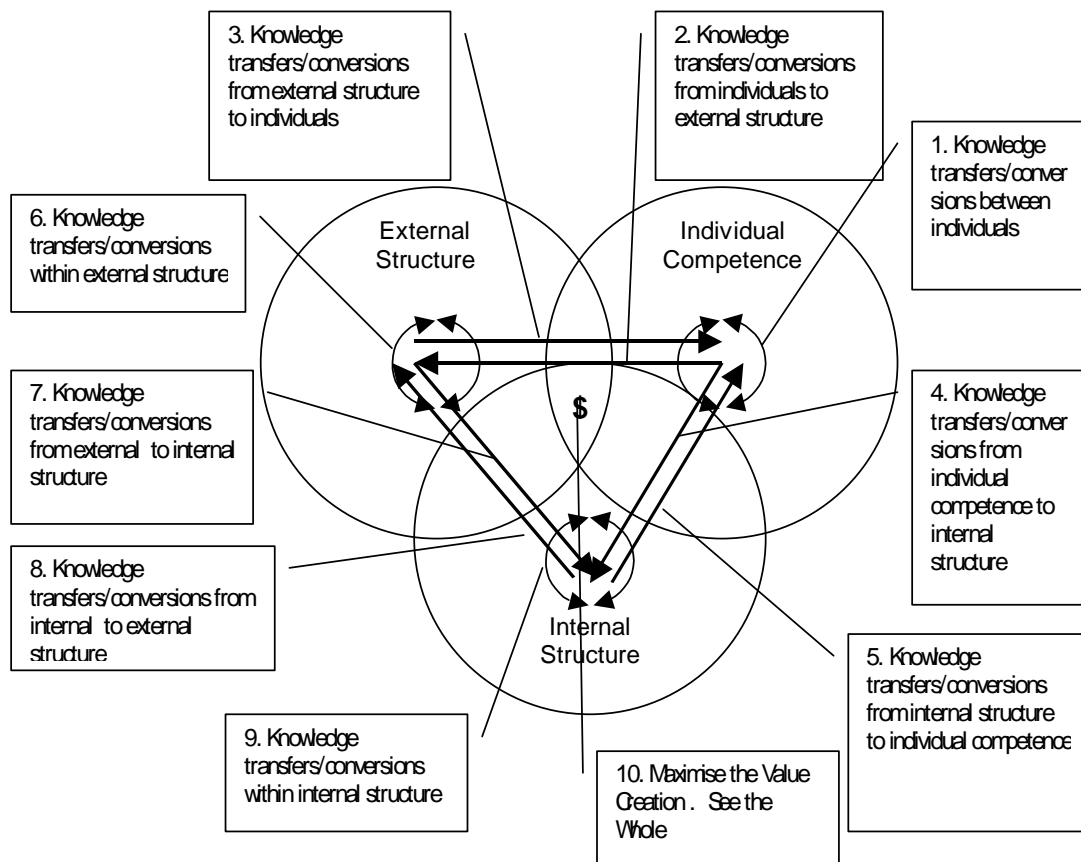 3. Knowledge
transfers/conversions
from external structure
to individuals
2. Knowledge
transfers/conversions
from individuals to
external structure
1. Knowledge
transfers/conver
sions between
individuals
6. Knowledge
transfers/conversions
within external structure
External
Structure
Individual
Competence
7. Knowledge
transfers/conversions
from external to internal
structure
$
4. Knowledge
transfers/conver
sions from
individual
competence to
internal
structure
8. Knowledge
transfers/conversions from
internal to external
structure
Internal
Structure
5. Knowledge
transfers/conversions
from internal structure
to individual competence
9. Knowledge
transfers/conversions
within internal structure
10. Maximise the Value
Creation . See the
Whole